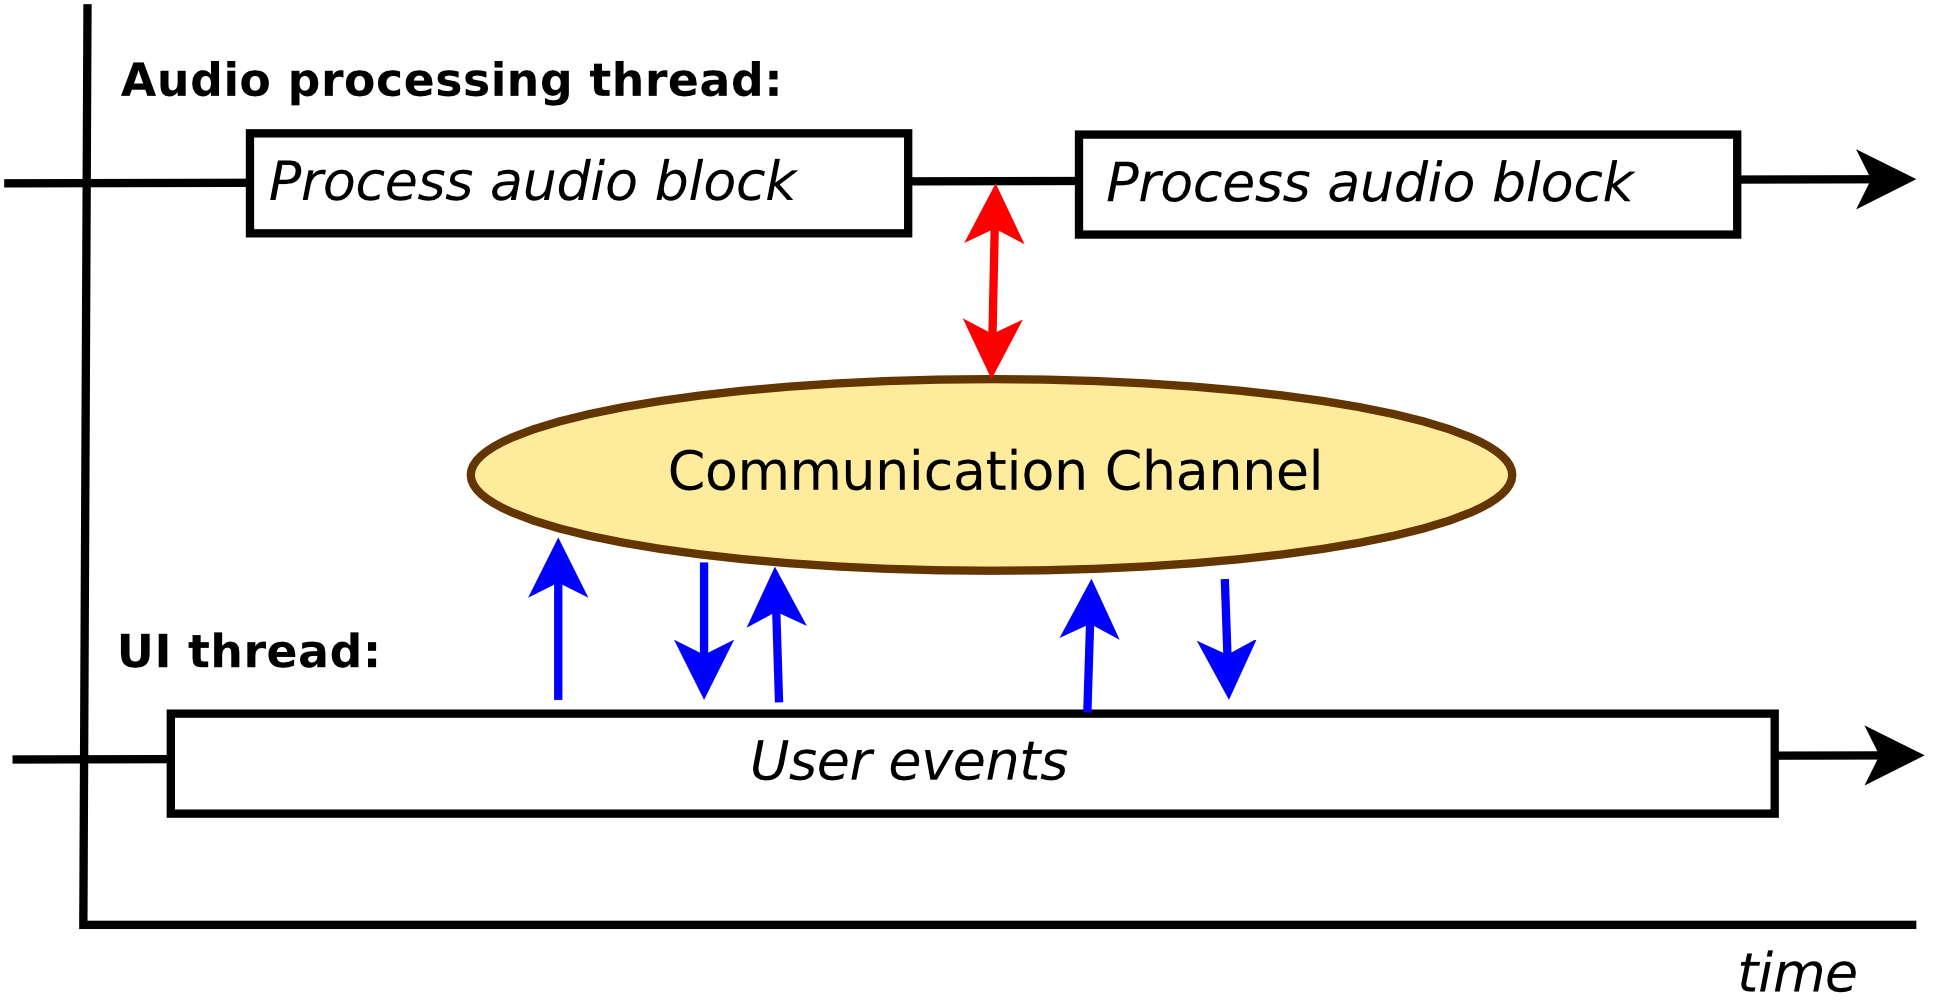 Audio processing thread:
Process audio block
Process audio block
Communication Channel
UI thread:
User events
time